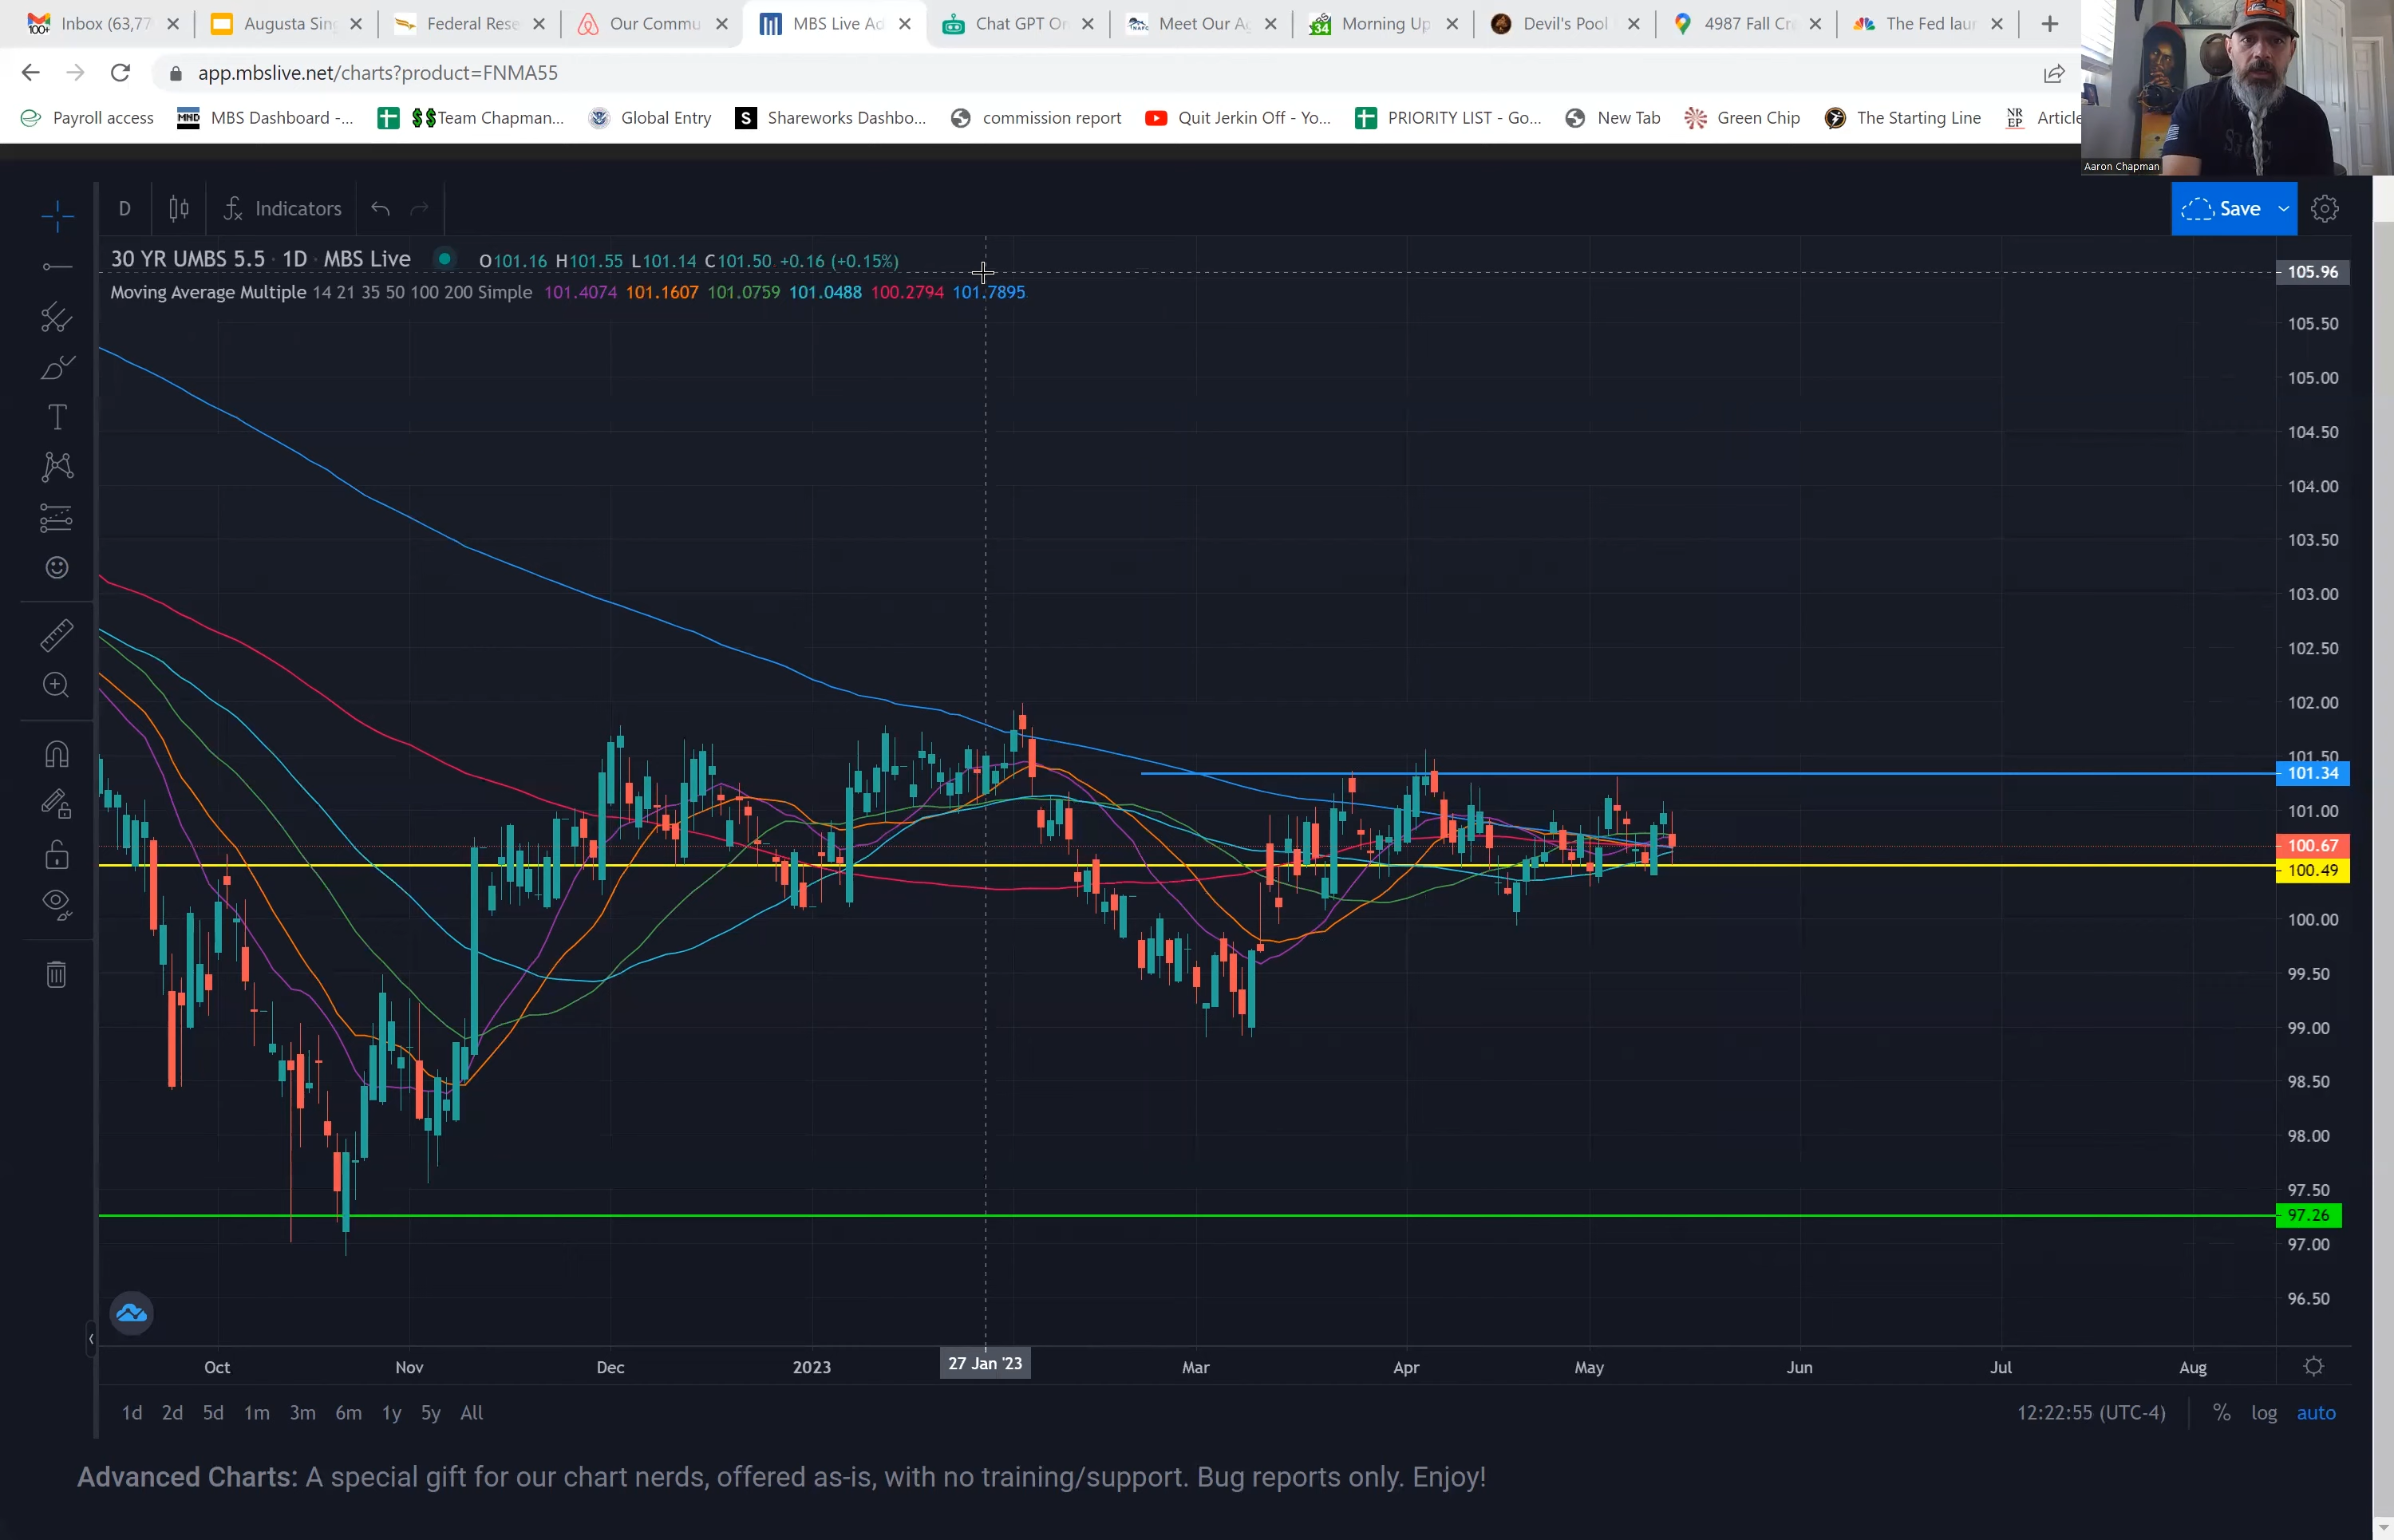 Inbox (63,77
Augusta Sing
Federal Rese
Our Commu
MBS Live Ad
Chat GPT On
Meet Our Ag
Morning Up
Devil's Pool
4987 Fall Cre
The Fed laun
app.mbslive.net/charts?product=FNMA55
Payroll access
MBS Dashboard -...
$$Team Chapman...
Global Entry
Shareworks Dashbo...
commission report
Quit Jerkin Off - Yo...
PRIORITY LIST - Go...
New Tab
Green Chip
The Starting Line
Article
Aaron Chapman
D
Indicators
Save
30 YR UMBS 5.5 · 1D · MBS Live O101.16 H101.55 L101.14 C101.50 +0.16 (+0.15%)
Moving Average Multiple 14 21 35 50 100 200 Simple 101.4074 101.1607 101.0759 101.0488 100.2794 101.7895
105.96
105.50
105.00
104.50
104.00
103.50
103.00
102.50
102.00
101.50
101.34
101.00
100.67
100.49
100.00
99.50
99.00
98.50
98.00
97.50
97.26
97.00
96.50
Oct Nov Dec 2023 27 Jan '23 Mar Apr May Jun Jul Aug
1d 2d 5d 1m 3m 6m 1y 5y All
12:22:55 (UTC-4) % log auto
Advanced Charts: A special gift for our chart nerds, offered as-is, with no training/support. Bug reports only. Enjoy!